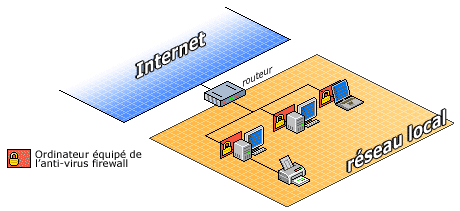 Internet
routeur
réseau local
Ordinateur équipé de
l'anti-virus firewall